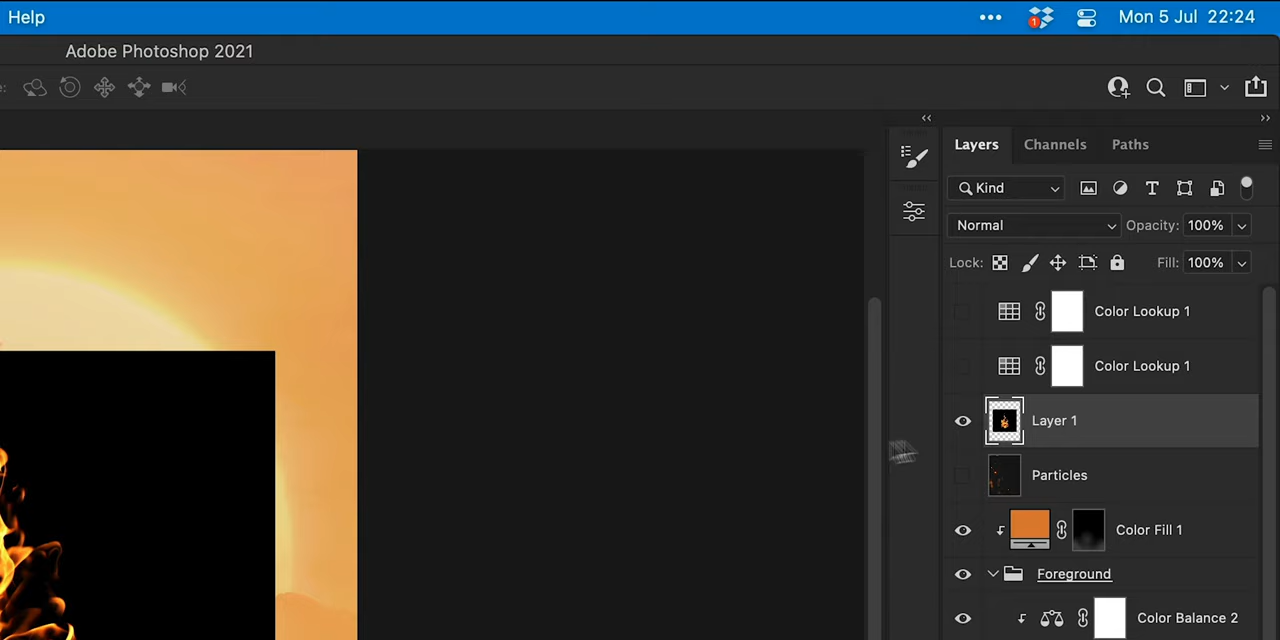 Help
1
Mon 5 Jul 22:24
Adobe Photoshop 2021
e:
Layers Channels Paths
Kind
Normal Opacity: 100%
Lock: Fill: 100%
Color Lookup 1
Color Lookup 1
Layer 1
Particles
Color Fill 1
Foreground
Color Balance 2